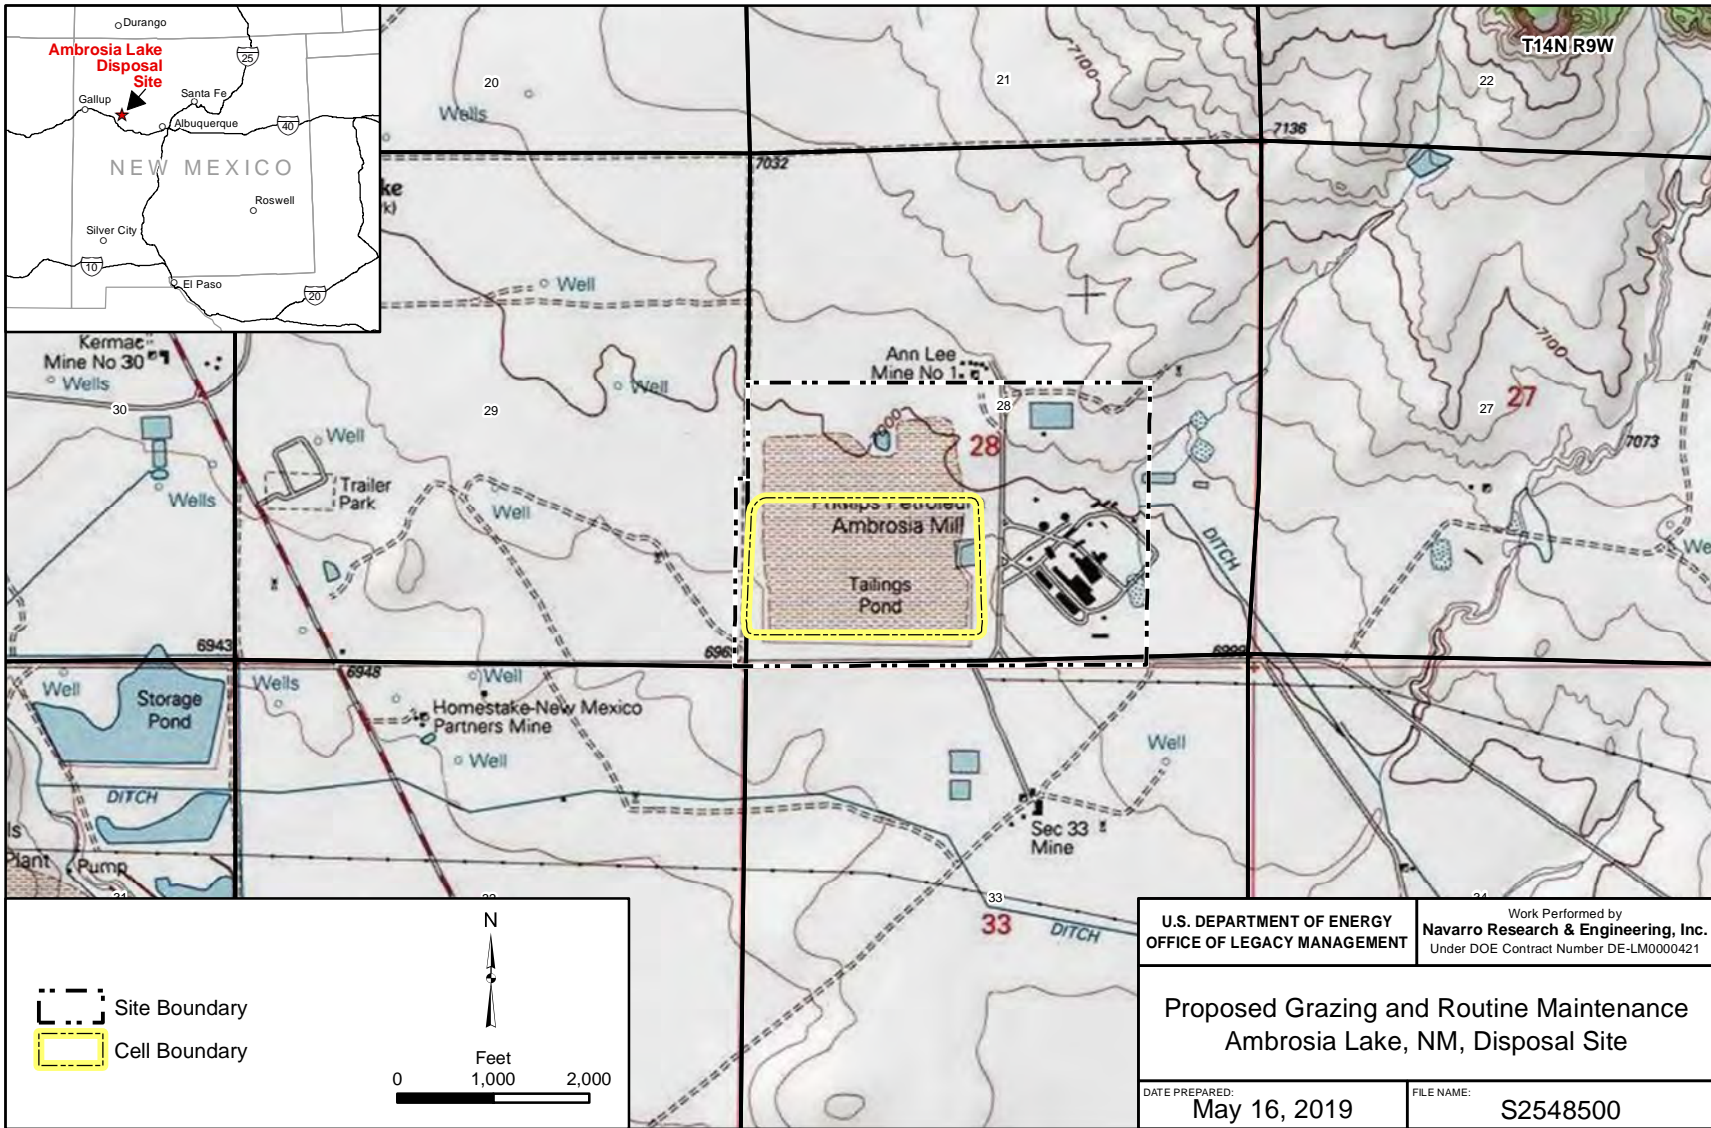 Durango
Ambrosia Lake
Disposal
Site
25
Gallup
Santa Fe
Albuquerque
40
NEW MEXICO
Roswell
Silver City
10
El Paso
20
T14N R9W
20
21
22
Wells
7100
7136
7032
Well
Kermac
Mine No 30
Wells
30
29
Well
Ann Lee
Mine No 1
28
28
27
27
7100
7073
7000
Well
Trailer
Park
Wells
Well
Ambrosia Mill
Tailings
Pond
DITCH
6943
6948
Well
Storage
Pond
Wells
Well
Homestake-New Mexico
Partners Mine
Well
DITCH
Well
Sec 33
Mine
Plant
Pump
33
33
DITCH
Site Boundary
Cell Boundary
N
Feet
0 1,000 2,000
U.S. DEPARTMENT OF ENERGY
OFFICE OF LEGACY MANAGEMENT
Work Performed by
Navarro Research & Engineering, Inc.
Under DOE Contract Number DE-LM0000421
Proposed Grazing and Routine Maintenance
Ambrosia Lake, NM, Disposal Site
DATE PREPARED:
May 16, 2019
FILE NAME:
S2548500